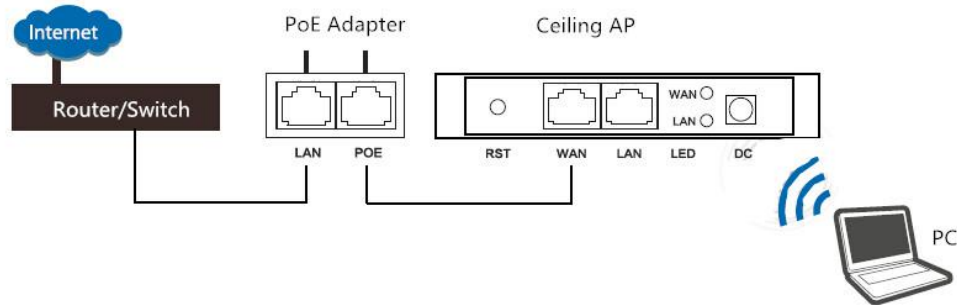 Internet
Router/Switch
PoE Adapter
LAN POE
Ceiling AP
WAN
LAN
RST WAN LAN LED DC
PC